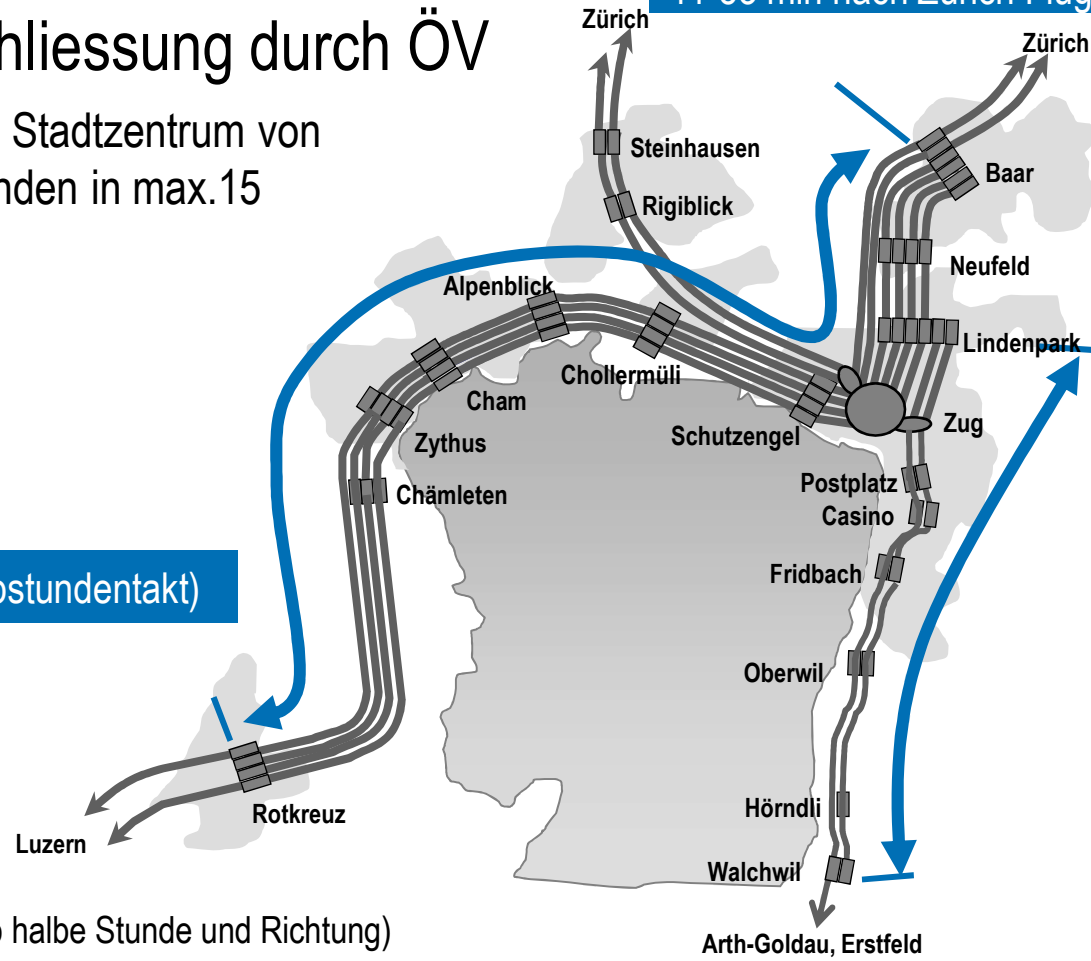 hliessung durch ÖV
Stadtzentrum von
nden in max.15
Zürich
Zürich
Steinhausen
Baar
Rigiblick
Neufeld
Alpenblick
Lindenpark
Chollermüli
Cham
Zug
Schutzengel
Zythus
Postplatz
Chämleten
Casino
Fridbach
ostundentakt)
Oberwil
Hörndli
Rotkreuz
Luzern
Walchwil
halbe Stunde und Richtung)
Arth-Goldau, Erstfeld